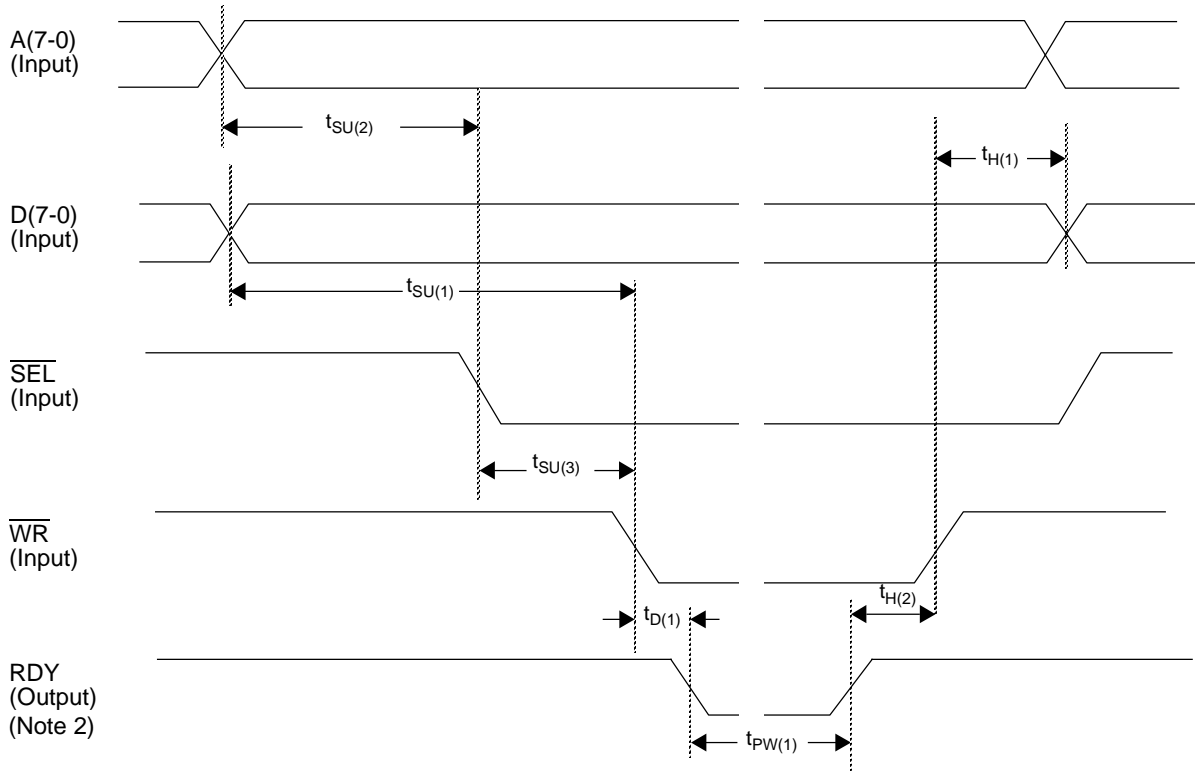 A(7-0)
(Input)
tSU(2)
tH(1)
D(7-0)
(Input)
tSU(1)
SEL
(Input)
tSU(3)
WR
(Input)
tH(2)
tD(1)
RDY
(Output)
(Note 2)
tPW(1)